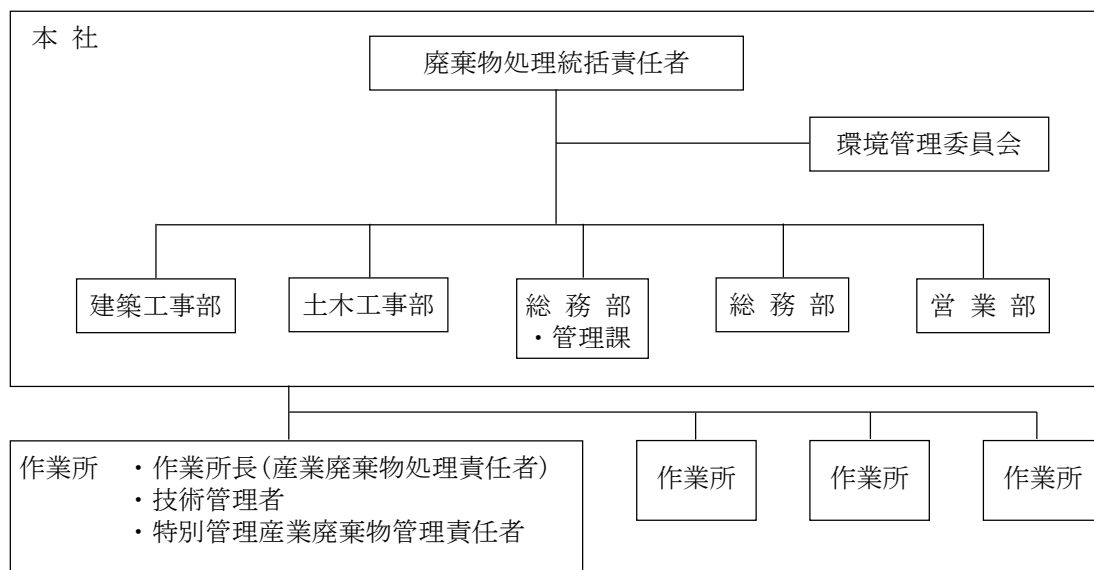 本 社
廃棄物処理統括責任者
環境管理委員会
建築工事部
土木工事部
総 務 部
・管理課
総 務 部
営 業 部
作業所 ・作業所長(産業廃棄物処理責任者)
・技術管理者
・特別管理産業廃棄物管理責任者
作業所
作業所
作業所